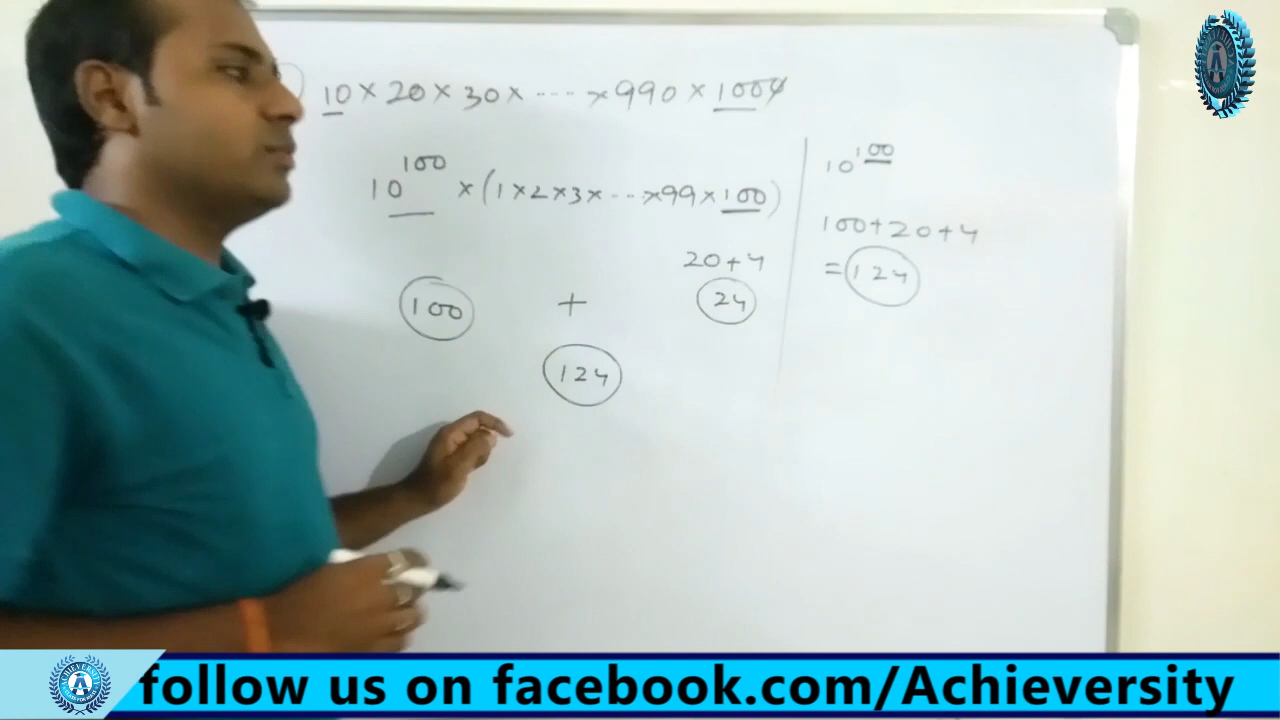 10 × 20 × 30 × .... × 990 × 1000
10^100 × (1 × 2 × 3 × .... × 99 × 100)
20 + 4
100 + 24
124
10^100
100 + 20 + 4
= 124
follow us on facebook.com/Achieversity